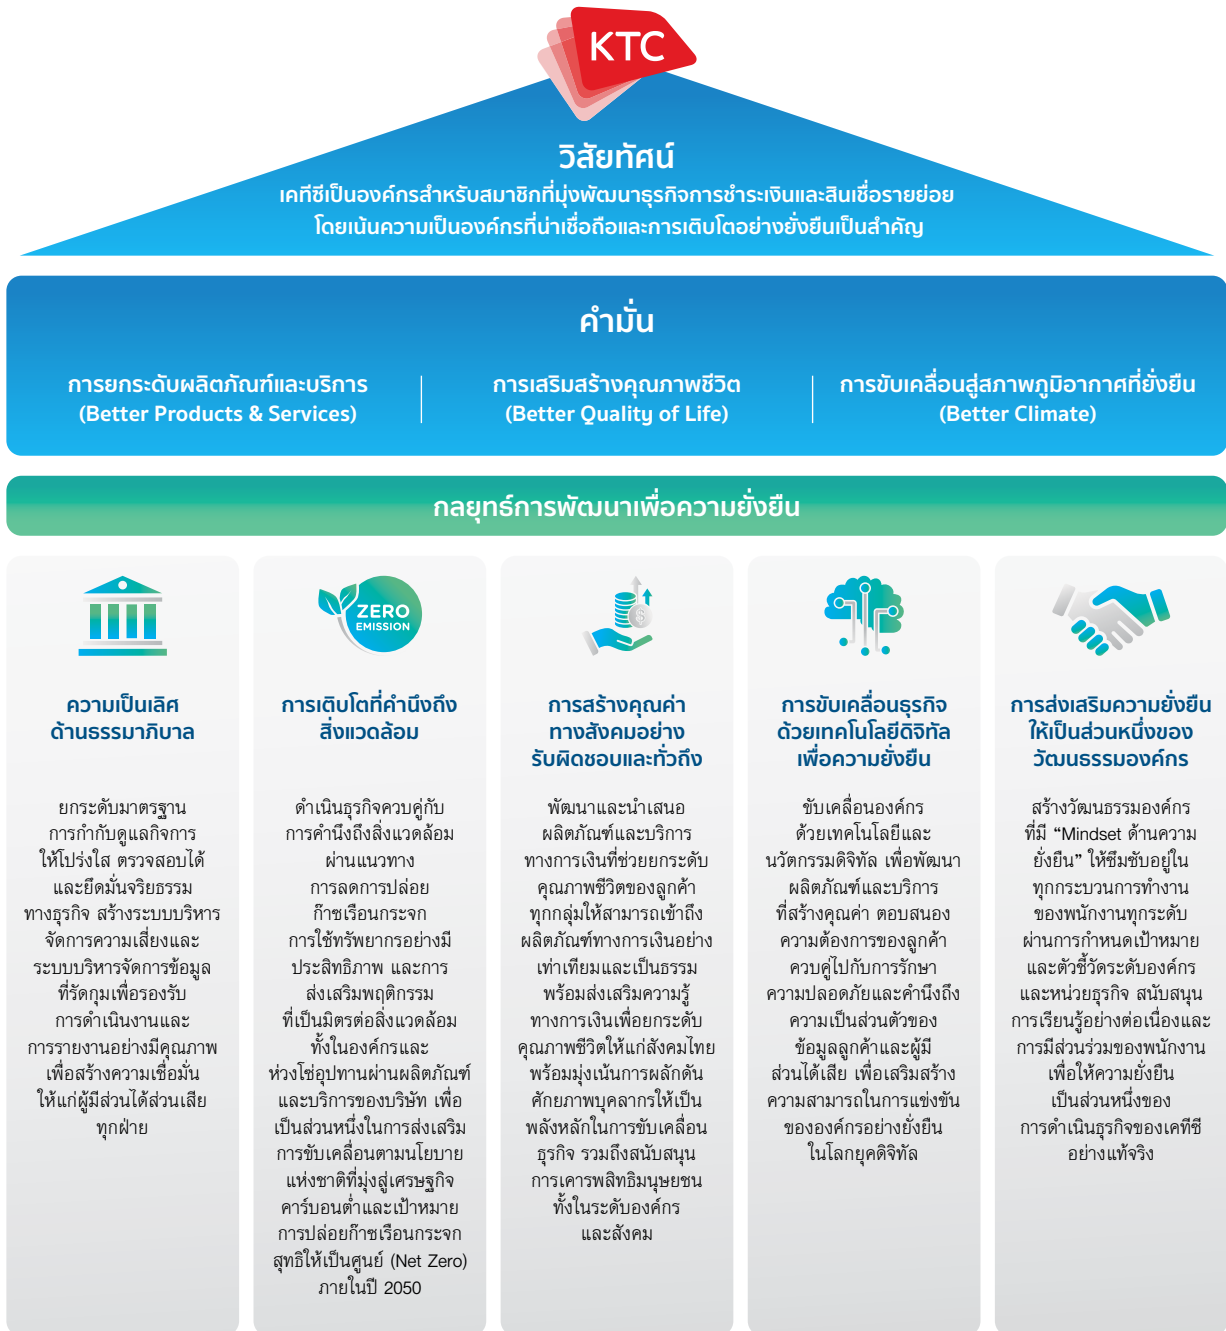 KTC
วิสัยทัศน์
เคทีซีเป็นองค์กรสำหรับสมาชิกที่มุ่งพัฒนาธุรกิจการชำระเงินและสินเชื่อรายย่อย
โดยเน้นความเป็นองค์กรที่น่าเชื่อถือและการเติบโตอย่างยั่งยืนเป็นสำคัญ
คำมั่น
การยกระดับผลิตภัณฑ์และบริการ
(Better Products & Services)
การเสริมสร้างคุณภาพชีวิต
(Better Quality of Life)
การขับเคลื่อนสู่สภาพภูมิอากาศที่ยั่งยืน
(Better Climate)
กลยุทธ์การพัฒนาเพื่อความยั่งยืน
ความเป็นเลิศ
ด้านธรรมาภิบาล
ยกระดับมาตรฐาน
การกำกับดูแลกิจการ
ให้โปร่งใส ตรวจสอบได้
และยึดมั่นจริยธรรม
ทางธุรกิจ สร้างระบบบริหาร
จัดการความเสี่ยงและ
ระบบบริหารจัดการข้อมูล
ที่รัดกุมเพื่อรองรับ
การดำเนินงานและ
การรายงานอย่างมีคุณภาพ
เพื่อสร้างความเชื่อมั่น
ให้แก่ผู้มีส่วนได้ส่วนเสีย
ทุกฝ่าย
ZERO
EMISSION
การเติบโตที่คำนึงถึง
สิ่งแวดล้อม
ดำเนินธุรกิจควบคู่กับ
การคำนึงถึงสิ่งแวดล้อม
ผ่านแนวทาง
การลดการปล่อย
ก๊าซเรือนกระจก
การใช้ทรัพยากรอย่างมี
ประสิทธิภาพ และการ
ส่งเสริมพฤติกรรม
ที่เป็นมิตรต่อสิ่งแวดล้อม
ทั้งในองค์กรและ
ห่วงโซ่อุปทานผ่านผลิตภัณฑ์
และบริการของบริษัท เพื่อ
เป็นส่วนหนึ่งในการส่งเสริม
การขับเคลื่อนตามนโยบาย
แห่งชาติที่มุ่งสู่เศรษฐกิจ
คาร์บอนต่ำและเป้าหมาย
การปล่อยก๊าซเรือนกระจก
สุทธิให้เป็นศูนย์ (Net Zero)
ภายในปี 2050
การสร้างคุณค่า
ทางสังคมอย่าง
รับผิดชอบและทั่วถึง
พัฒนาและนำเสนอ
ผลิตภัณฑ์และบริการ
ทางการเงินที่ช่วยยกระดับ
คุณภาพชีวิตของลูกค้า
ทุกกลุ่มให้สามารถเข้าถึง
ผลิตภัณฑ์ทางการเงินอย่าง
เท่าเทียมและเป็นธรรม
พร้อมส่งเสริมความรู้
ทางการเงินเพื่อยกระดับ
คุณภาพชีวิตให้แก่สังคมไทย
พร้อมมุ่งเน้นการผลักดัน
ศักยภาพบุคลากรให้เป็น
พลังหลักในการขับเคลื่อน
ธุรกิจ รวมถึงสนับสนุน
การเคารพสิทธิมนุษยชน
ทั้งในระดับองค์กร
และสังคม
การขับเคลื่อนธุรกิจ
ด้วยเทคโนโลยีดิจิทัล
เพื่อความยั่งยืน
ขับเคลื่อนองค์กร
ด้วยเทคโนโลยีและ
นวัตกรรมดิจิทัล เพื่อพัฒนา
ผลิตภัณฑ์และบริการ
ที่สร้างคุณค่า ตอบสนอง
ความต้องการของลูกค้า
ควบคู่ไปกับการรักษา
ความปลอดภัยและคำนึงถึง
ความเป็นส่วนตัวของ
ข้อมูลลูกค้าและผู้มี
ส่วนได้เสีย เพื่อเสริมสร้าง
ความสามารถในการแข่งขัน
ขององค์กรอย่างยั่งยืน
ในโลกยุคดิจิทัล
การส่งเสริมความยั่งยืน
ให้เป็นส่วนหนึ่งของ
วัฒนธรรมองค์กร
สร้างวัฒนธรรมองค์กร
ที่มี “Mindset ด้านความ
ยั่งยืน” ให้ซึมซับอยู่ใน
ทุกกระบวนการทำงาน
ของพนักงานทุกระดับ
ผ่านการกำหนดเป้าหมาย
และตัวชี้วัดระดับองค์กร
และหน่วยธุรกิจ สนับสนุน
การเรียนรู้อย่างต่อเนื่องและ
การมีส่วนร่วมของพนักงาน
เพื่อให้ความยั่งยืน
เป็นส่วนหนึ่งของ
การดำเนินธุรกิจของเคทีซี
อย่างแท้จริง